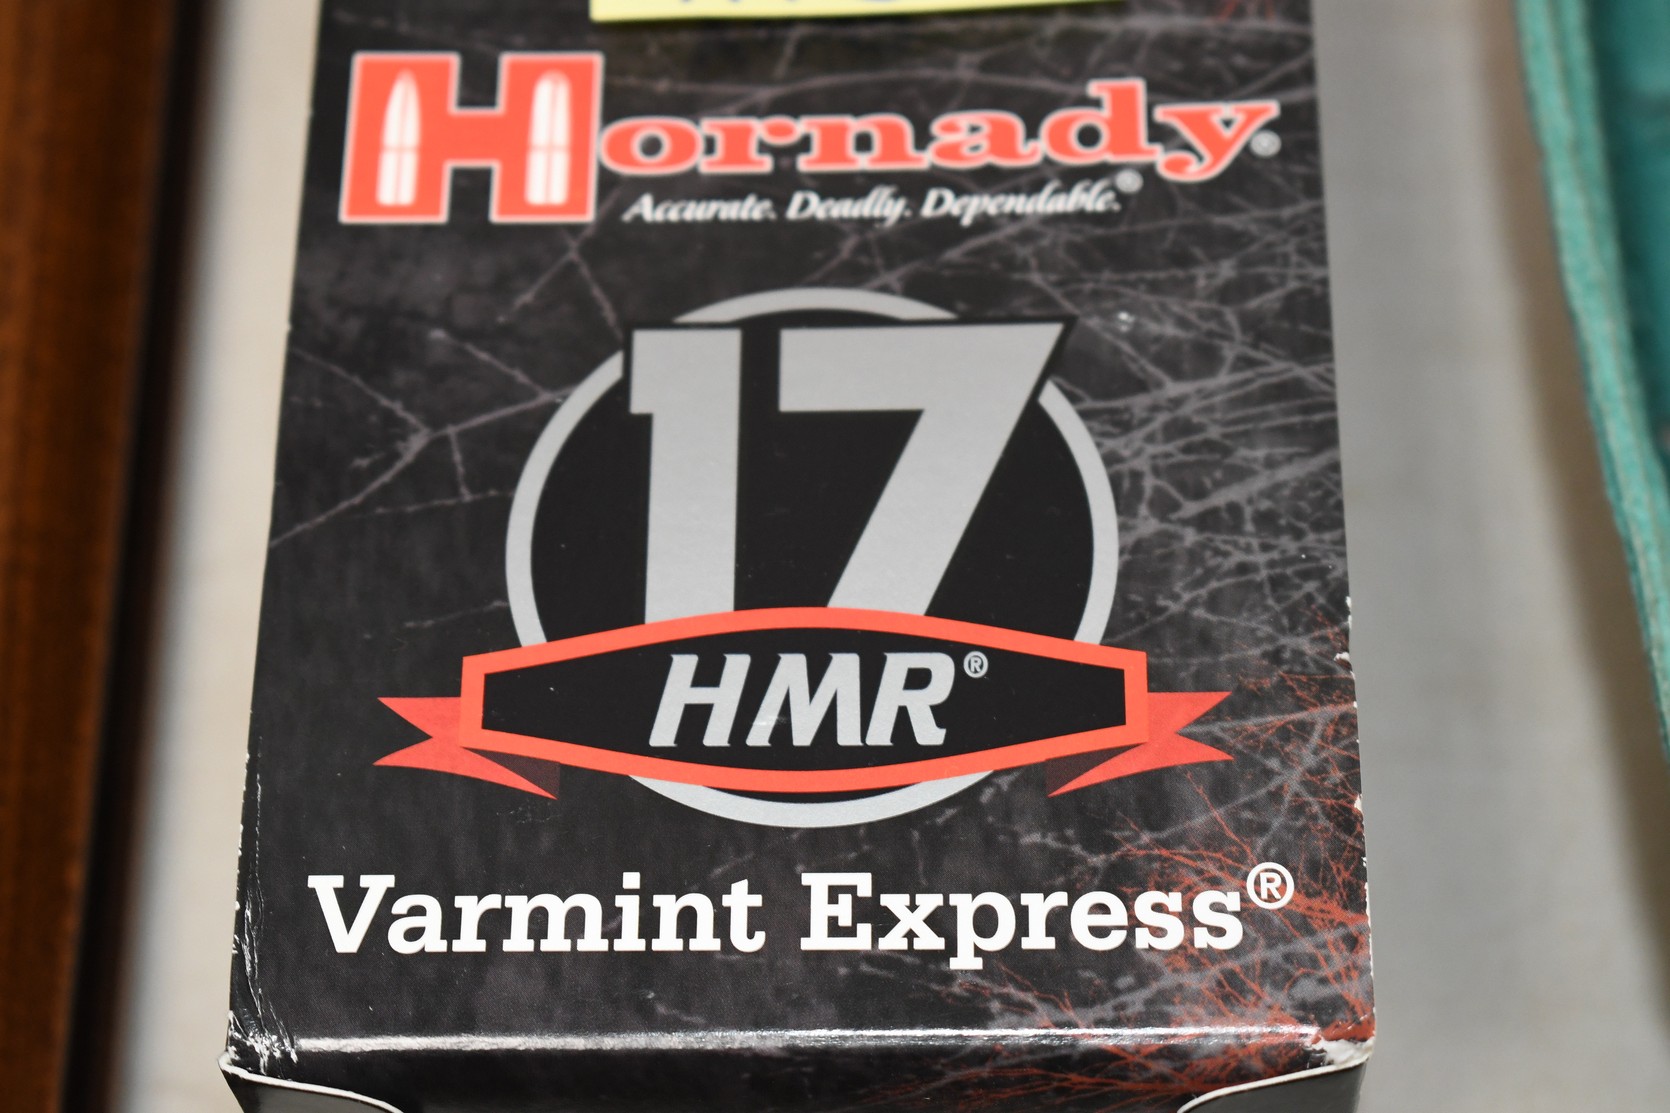 Hornady®
Accurate. Deadly. Dependable.®
17
HMR®
Varmint Express®